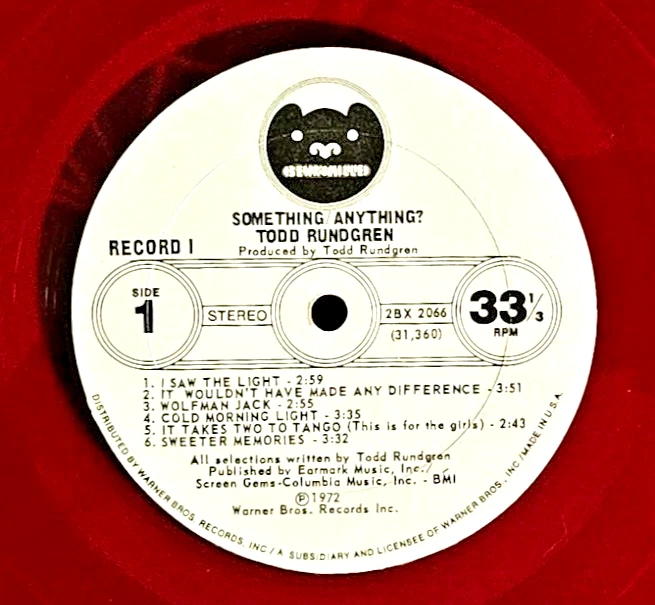 BEARSVILLE
SOMETHING/ANYTHING?
TODD RUNDGREN
Produced by Todd Rundgren
RECORD I
SIDE
1
STEREO
2BX 2066
(31,360)
33 1/3
RPM
1. I SAW THE LIGHT - 2:59
2. IT WOULDN'T HAVE MADE ANY DIFFERENCE - 3:51
3. WOLFMAN JACK - 2:55
4. COLD MORNING LIGHT - 3:35
5. IT TAKES TWO TO TANGO (This is for the girls) - 2:43
6. SWEETER MEMORIES - 3:32
All selections written by Todd Rundgren
Published by Earmark Music, Inc./
Screen Gems-Columbia Music, Inc. - BMI
Ⓟ1972
Warner Bros. Records Inc.
DISTRIBUTED BY WARNER BROS. RECORDS, INC / A SUBSIDIARY AND LICENSEE OF WARNER BROS., INC / MADE IN U.S.A.